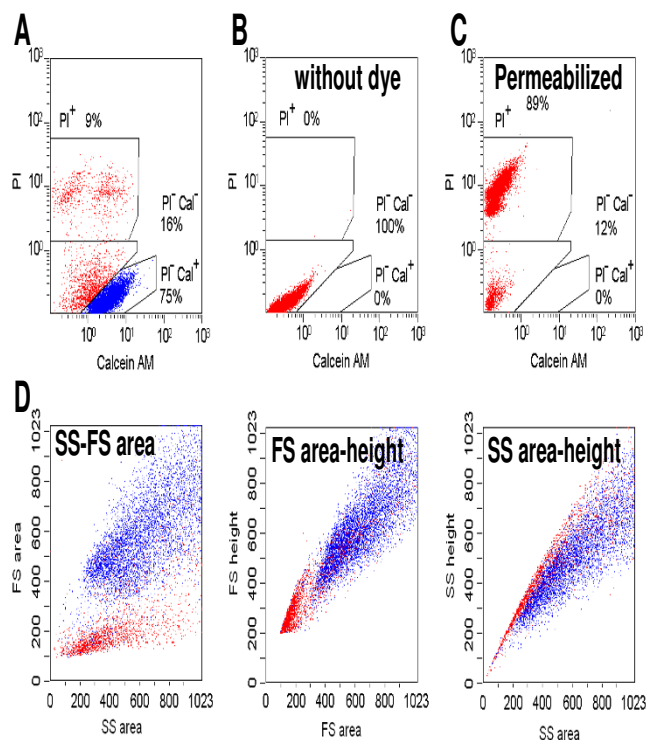 A
10³
10²
10¹
10⁰
PI
PI⁺ 9%
PI⁻ Cal⁻
16%
PI⁻ Cal⁺
75%
10⁰ 10¹ 10² 10³
Calcein AM
B
without dye
10³
10²
10¹
10⁰
PI
PI⁺ 0%
PI⁻ Cal⁻
100%
PI⁻ Cal⁺
0%
10⁰ 10¹ 10² 10³
Calcein AM
C
Permeabilized
10³
10²
10¹
10⁰
PI
89%
PI⁺
PI⁻ Cal⁻
12%
PI⁻ Cal⁺
0%
10⁰ 10¹ 10² 10³
Calcein AM
D
SS-FS area
1023
800
600
400
200
0
FS area
0 200 400 600 800 1023
SS area
FS area-height
1023
800
600
400
200
0
FS height
0 200 400 600 800 1023
FS area
SS area-height
1023
800
600
400
200
0
SS height
0 200 400 600 800 1023
SS area